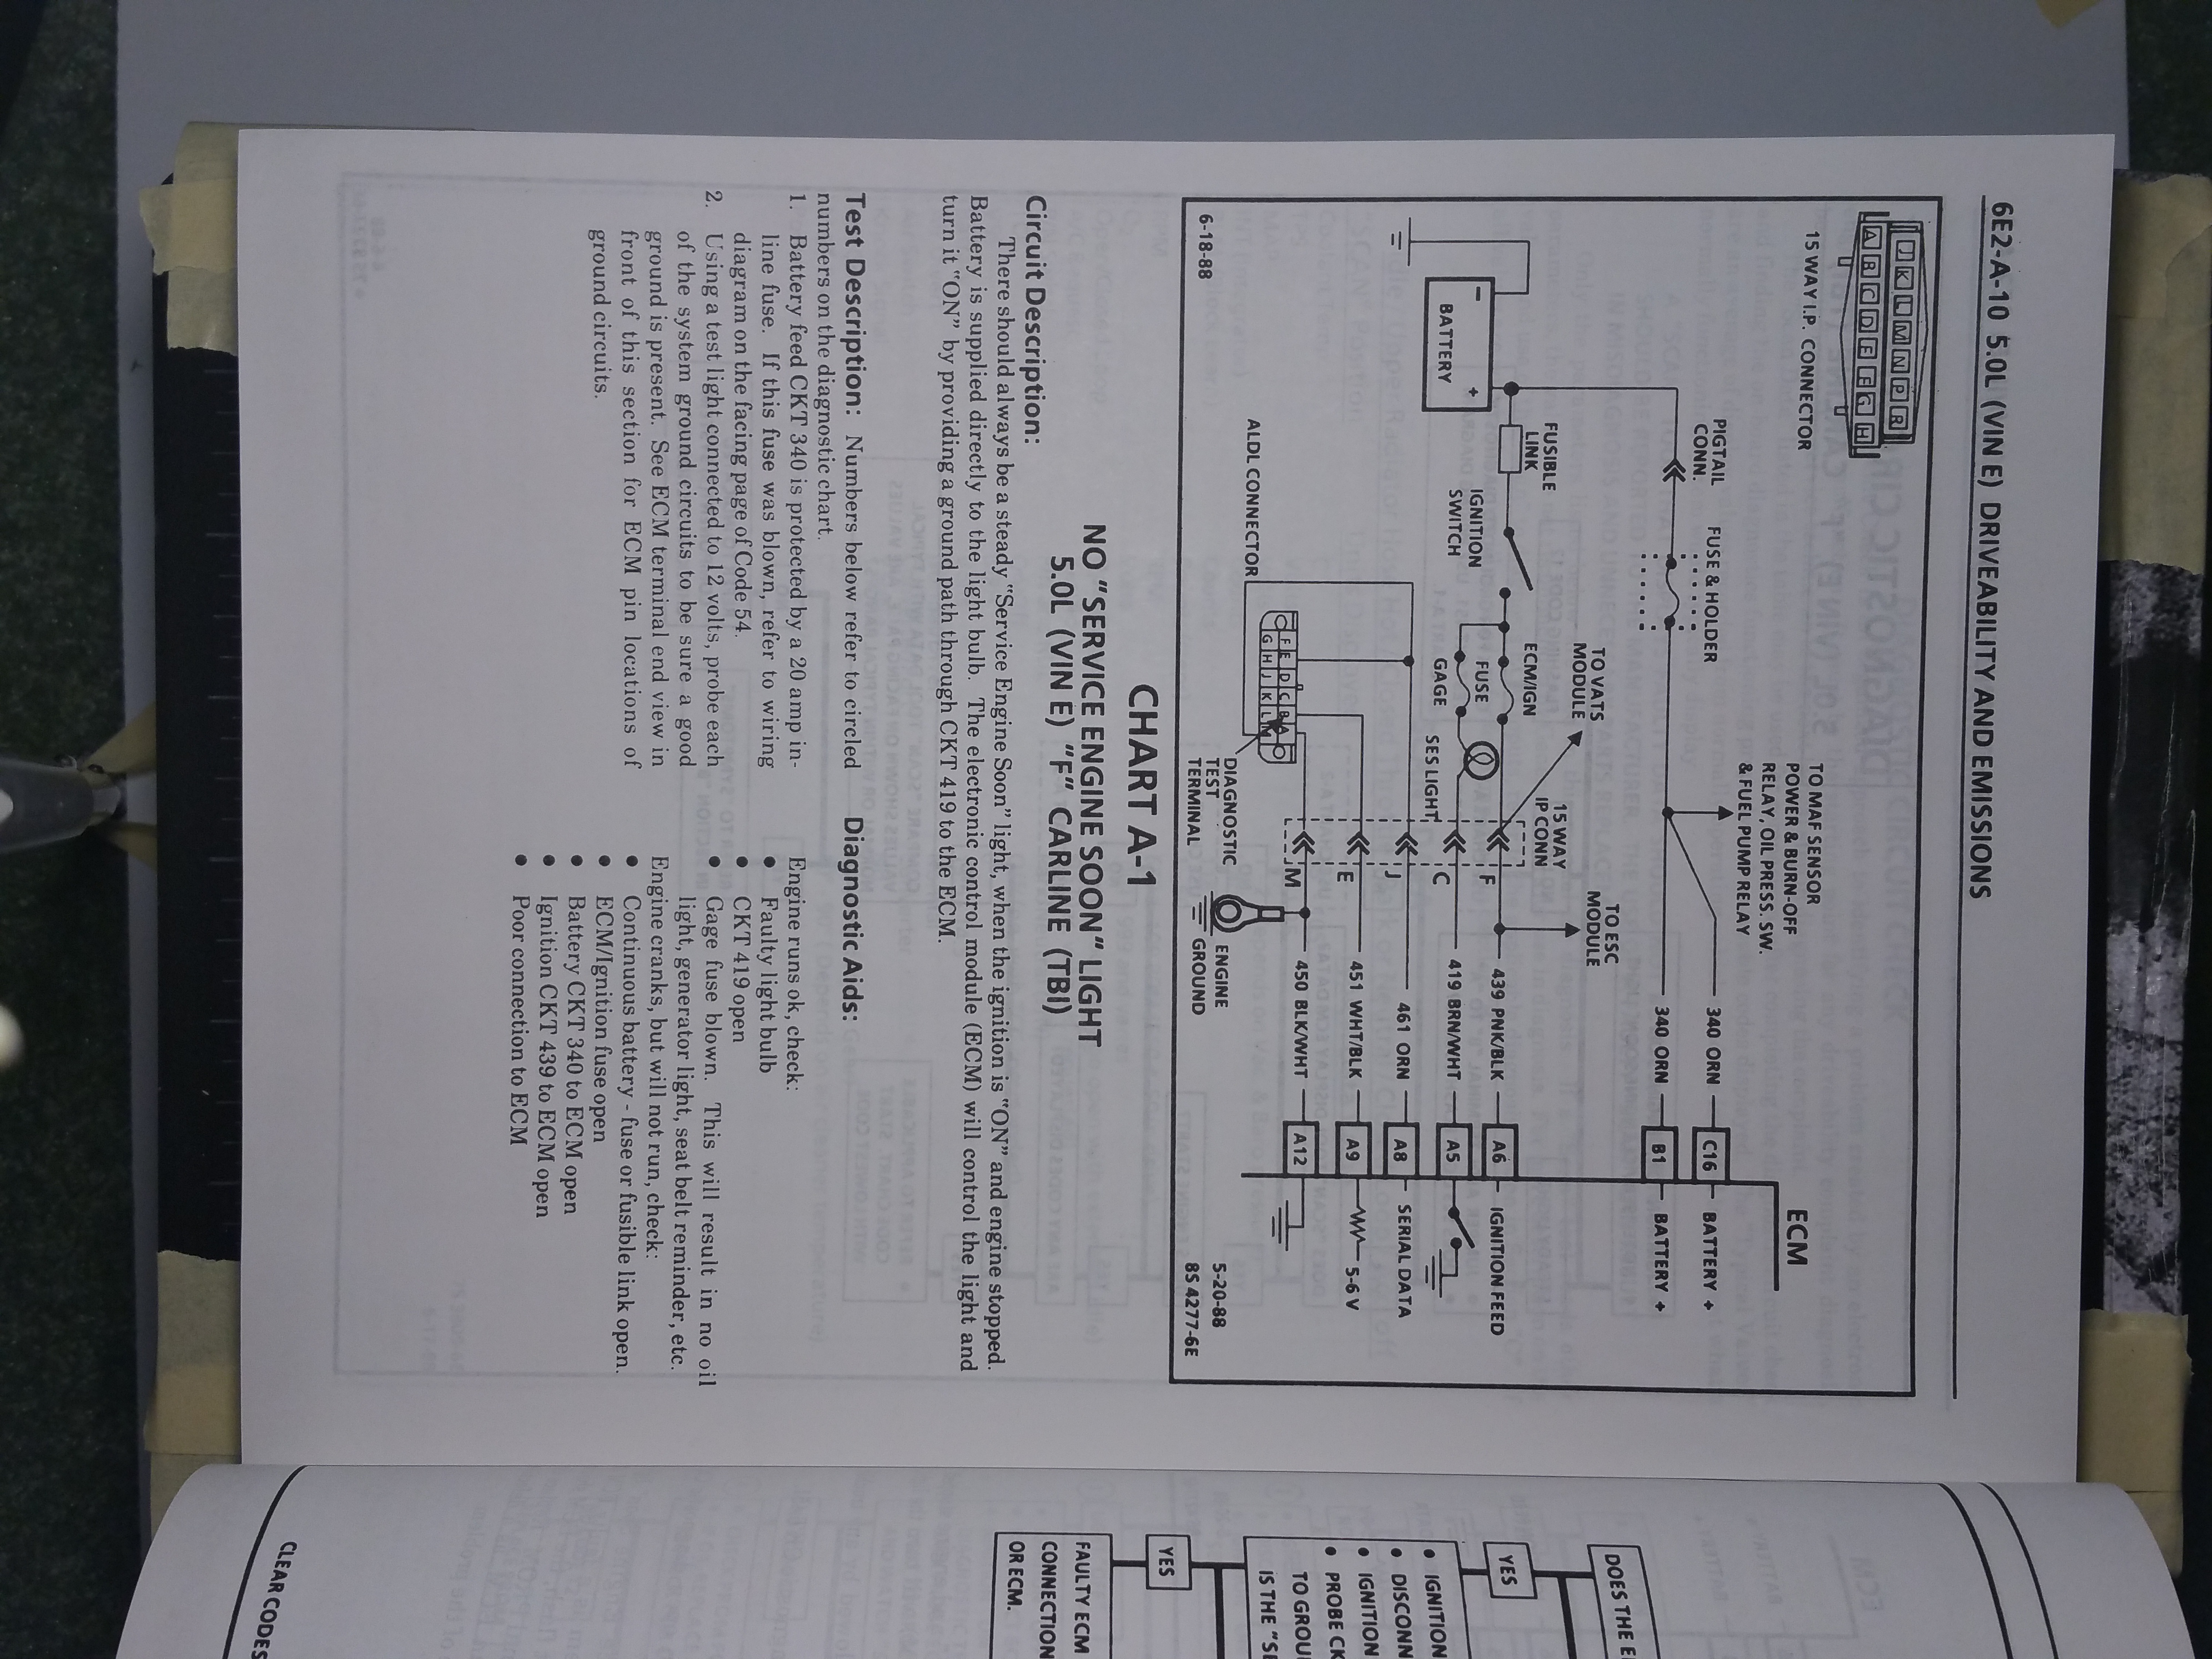 6E2-A-10 5.0L (VIN E) DRIVEABILITY AND EMISSIONS
J K L M N P R
A B C D E F G H
15 WAY I.P. CONNECTOR
PIGTAIL
CONN.
FUSE & HOLDER
TO MAF SENSOR
POWER & BURN-OFF
RELAY, OIL PRESS. SW.
& FUEL PUMP RELAY
ECM
340 ORN
C16
BATTERY +
340 ORN
B1
BATTERY +
- BATTERY +
FUSIBLE
LINK
IGNITION
SWITCH
TO VATS
MODULE
ECM/IGN
FUSE
GAGE
SES LIGHT
15 WAY
IP CONN
TO ESC
MODULE
F
439 PNK/BLK
A6
IGNITION FEED
C
419 BRN/WHT
A5
J
461 ORN
A8
SERIAL DATA
E
451 WHT/BLK
A9
5-6 V
M
450 BLK/WHT
A12
ALDL CONNECTOR
F E D C B A
G H J K L M
DIAGNOSTIC
TEST
TERMINAL
ENGINE
GROUND
6-18-88
5-20-88
8S 4277-6E
CHART A-1
NO "SERVICE ENGINE SOON" LIGHT
5.0L (VIN E) "F" CARLINE (TBI)
Circuit Description:
There should always be a steady "Service Engine Soon" light, when the ignition is "ON" and engine stopped.
Battery is supplied directly to the light bulb. The electronic control module (ECM) will control the light and
turn it "ON" by providing a ground path through CKT 419 to the ECM.
Test Description: Numbers below refer to circled
numbers on the diagnostic chart.
1. Battery feed CKT 340 is protected by a 20 amp in-
line fuse. If this fuse was blown, refer to wiring
diagram on the facing page of Code 54.
2. Using a test light connected to 12 volts, probe each
of the system ground circuits to be sure a good
ground is present. See ECM terminal end view in
front of this section for ECM pin locations of
ground circuits.
Diagnostic Aids:
Engine runs ok, check:
• Faulty light bulb
• CKT 419 open
• Gage fuse blown. This will result in no oil
light, generator light, seat belt reminder, etc.
Engine cranks, but will not run, check:
• Continuous battery - fuse or fusible link open.
• ECM/Ignition fuse open
• Battery CKT 340 to ECM open
• Ignition CKT 439 to ECM open
• Poor connection to ECM
DOES THE E
YES
• IGNITION
• DISCONN
• IGNITION
• PROBE CK
TO GROU
IS THE "SE
YES
FAULTY ECM
CONNECTION
OR ECM.
CLEAR CODES